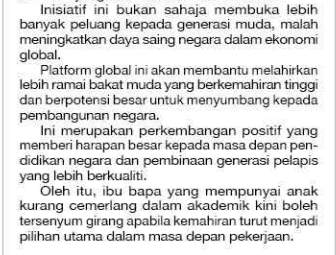 Inisiatif ini bukan sahaja membuka lebih
banyak peluang kepada generasi muda, malah
meningkatkan daya saing negara dalam ekonomi
global.
Platform global ini akan membantu melahirkan
lebih ramai bakat muda yang berkemahiran tinggi
dan berpotensi besar untuk menyumbang kepada
pembangunan negara.
Ini merupakan perkembangan positif yang
memberi harapan besar kepada masa depan pen-
didikan negara dan pembinaan generasi pelapis
yang lebih berkualiti.
Oleh itu, ibu bapa yang mempunyai anak
kurang cemerlang dalam akademik kini boleh
tersenyum girang apabila kemahiran turut menjadi
pilihan utama dalam masa depan pekerjaan.